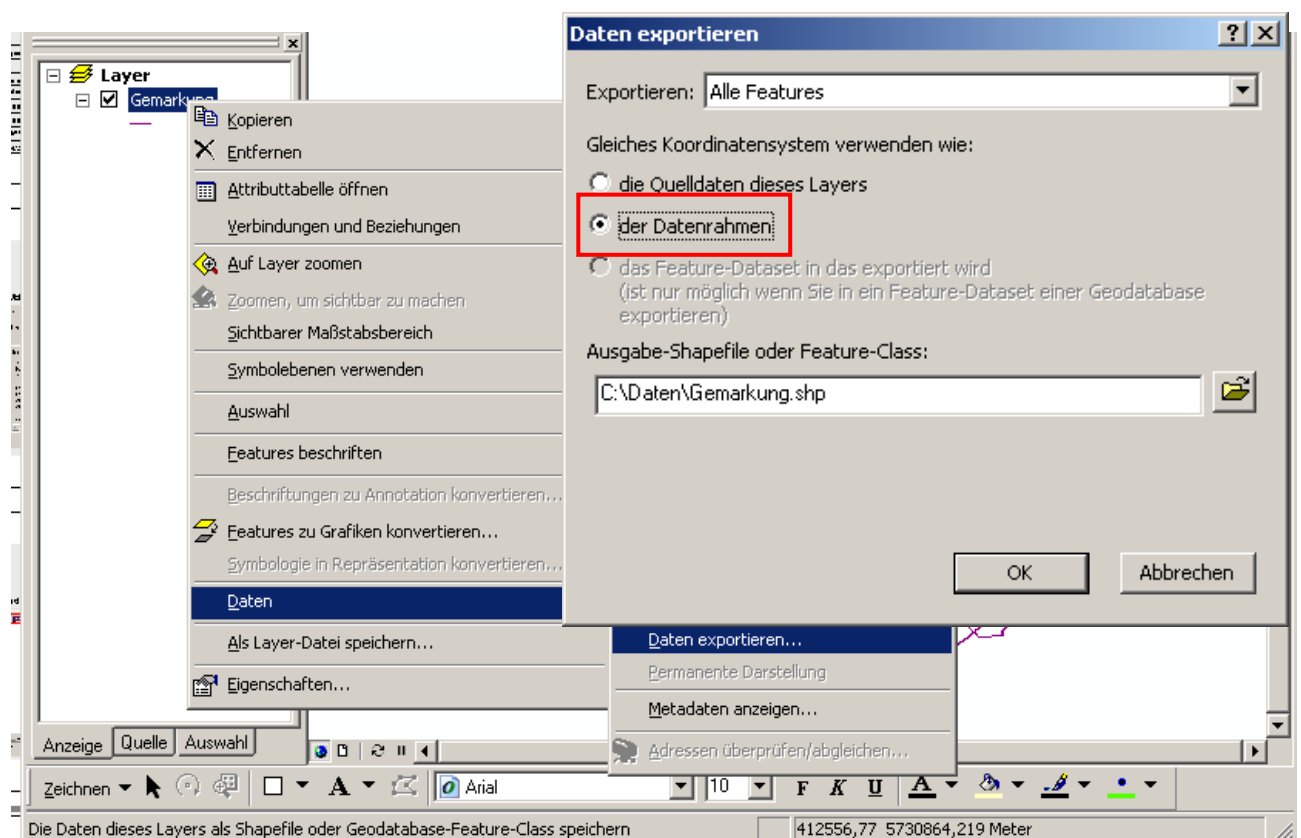 Layer
Gemarkung
Kopieren
Entfernen
Attributtabelle öffnen
Verbindungen und Beziehungen
Auf Layer zoomen
Zoomen, um sichtbar zu machen
Sichtbarer Maßstabsbereich
Symbolebenen verwenden
Auswahl
Features beschriften
Beschriftungen zu Annotation konvertieren...
Features zu Grafiken konvertieren...
Symbologie in Repräsentation konvertieren...
Daten
Als Layer-Datei speichern...
Eigenschaften...
Daten exportieren
Exportieren: Alle Features
Gleiches Koordinatensystem verwenden wie:
die Quelldaten dieses Layers
der Datenrahmen
das Feature-Dataset in das exportiert wird
(ist nur möglich wenn Sie in ein Feature-Dataset einer Geodatabase
exportieren)
Ausgabe-Shapefile oder Feature-Class:
C:\Daten\Gemarkung.shp
OK Abbrechen
Daten exportieren...
Permanente Darstellung
Metadaten anzeigen...
Adressen überprüfen/abgleichen...
Anzeige Quelle Auswahl
Zeichnen A Arial 10 F K U A
Die Daten dieses Layers als Shapefile oder Geodatabase-Feature-Class speichern 412556,77 5730864,219 Meter